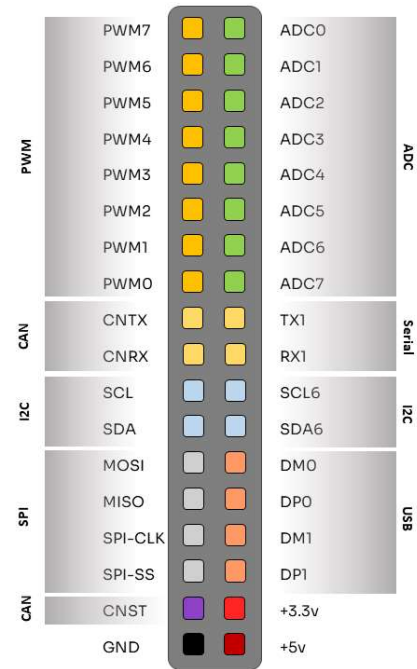 PWM7 ADC0
PWM6 ADC1
PWM5 ADC2
PWM4 ADC3
PWM3 ADC4
PWM2 ADC5
PWM1 ADC6
PWM0 ADC7
PWM
ADC
CNTX TX1
CNRX RX1
CAN
Serial
SCL SCL6
SDA SDA6
I2C
I2C
MOSI DM0
MISO DP0
SPI-CLK DM1
SPI-SS DP1
SPI
USB
CNST +3.3v
CAN
GND +5v